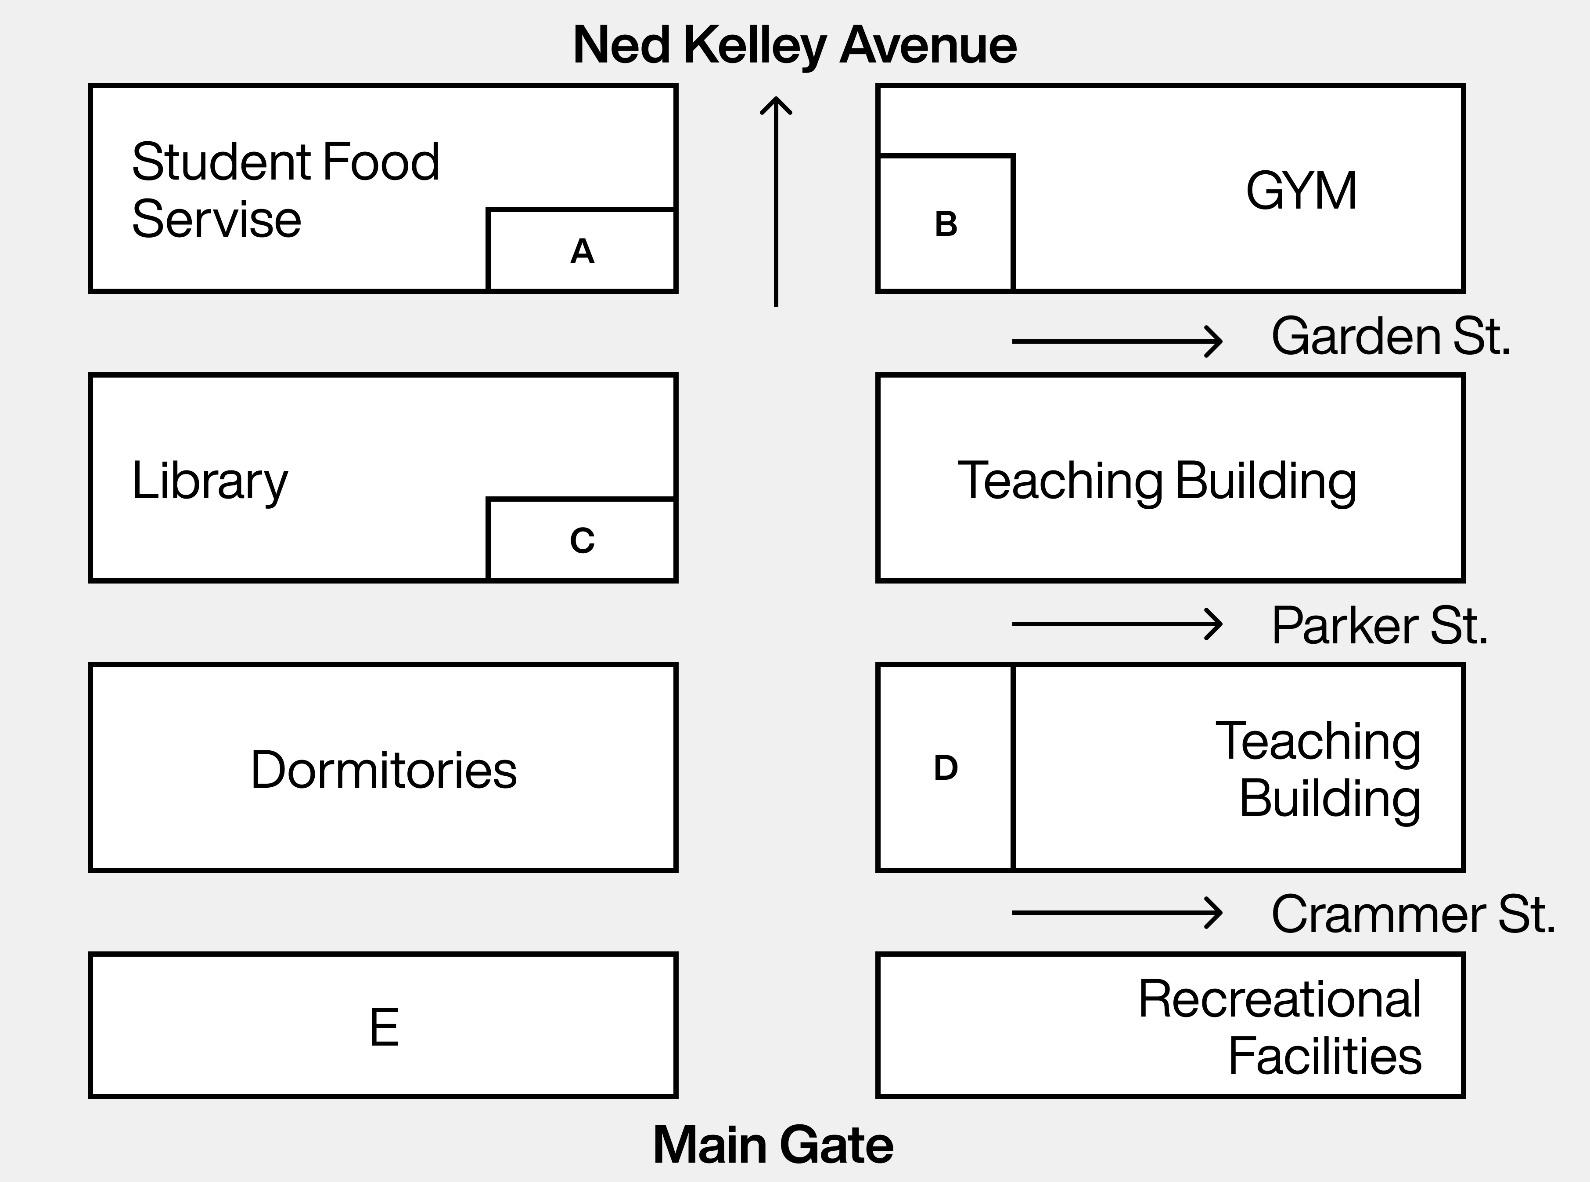 Ned Kelley Avenue
Student Food
Servise
A
B
GYM
Garden St.
Library
C
Teaching Building
Parker St.
Dormitories
D
Teaching
Building
Crammer St.
E
Recreational
Facilities
Main Gate